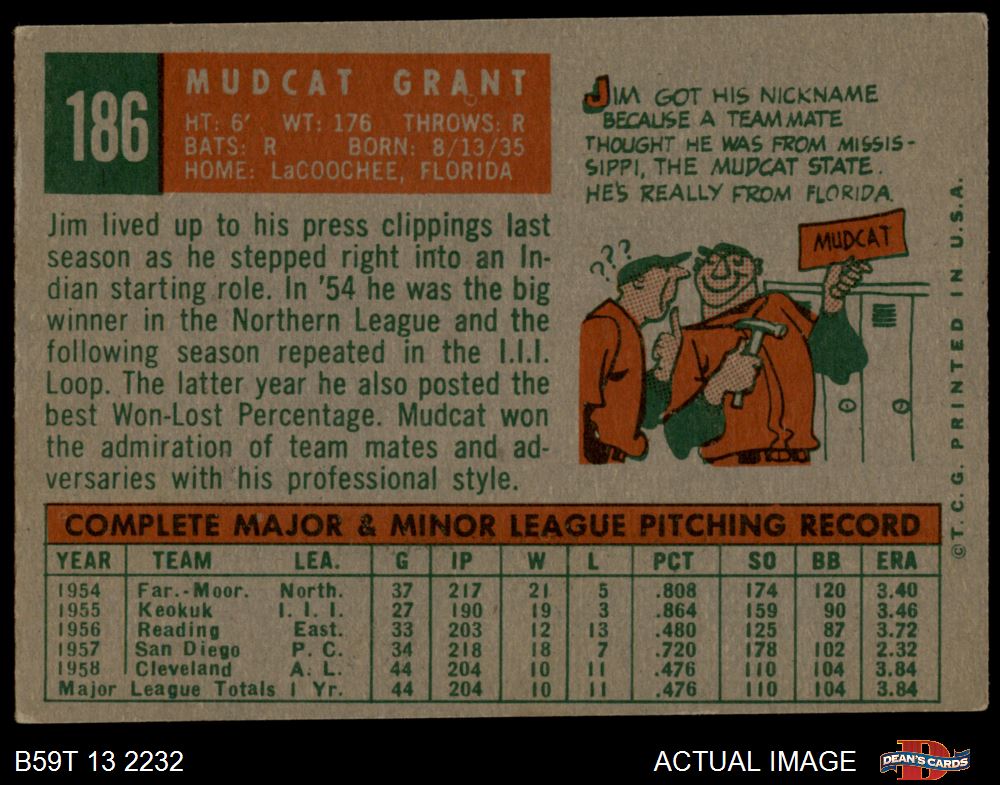 186
MUDCAT GRANT
HT: 6' WT: 176 THROWS: R
BATS: R BORN: 8/13/35
HOME: LaCOOCHEE, FLORIDA
Jim lived up to his press clippings last
season as he stepped right into an In-
dian starting role. In '54 he was the big
winner in the Northern League and the
following season repeated in the I.I.I.
Loop. The latter year he also posted the
best Won-Lost Percentage. Mudcat won
the admiration of team mates and ad-
versaries with his professional style.
JIM GOT HIS NICKNAME
BECAUSE A TEAM MATE
THOUGHT HE WAS FROM MISSIS-
SIPPI, THE MUDCAT STATE.
HE'S REALLY FROM FLORIDA.
???
MUDCAT
©T. C. G. PRINTED IN U.S.A.
COMPLETE MAJOR & MINOR LEAGUE PITCHING RECORD
YEAR TEAM LEA. G IP W L PCT SO BB ERA
1954 Far.-Moor. North. 37 217 21 5 .808 174 120 3.40
1955 Keokuk I. I. I. 27 190 19 3 .864 159 90 3.46
1956 Reading East. 33 203 12 13 .480 125 87 3.72
1957 San Diego P. C. 34 218 18 7 .720 178 102 2.32
1958 Cleveland A. L. 44 204 10 11 .476 110 104 3.84
Major League Totals 1 Yr. 44 204 10 11 .476 110 104 3.84
B59T 13 2232
ACTUAL IMAGE
D
DEAN'S CARDS